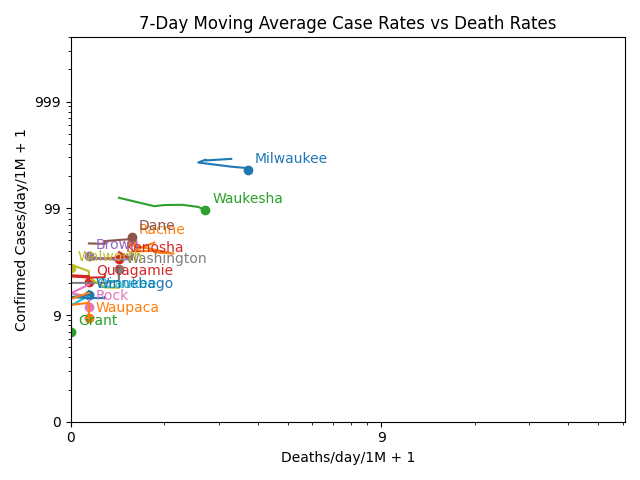 7-Day Moving Average Case Rates vs Death Rates
Confirmed Cases/day/1M + 1
999
99
9
0
Milwaukee
Waukesha
Dane
Racine
Brown
Kenosha
Walworth
Washington
Outagamie
Winnebago
Rock
Waupaca
Grant
0
9
Deaths/day/1M + 1